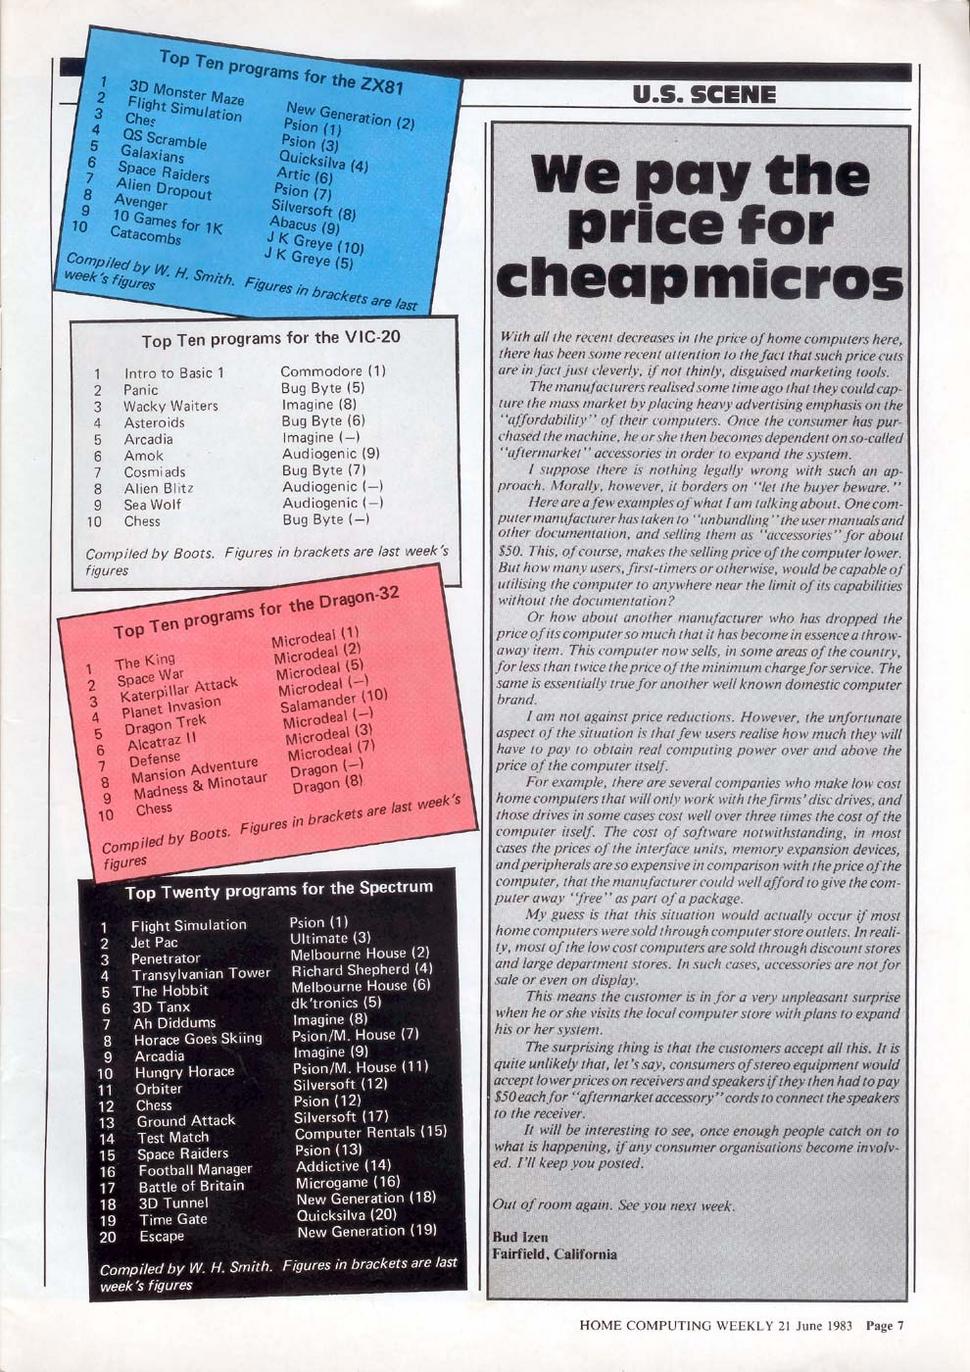 Top Ten programs for the ZX81
1 3D Monster Maze New Generation (2)
2 Flight Simulation Psion (1)
3 Ches Psion (3)
4 QS Scramble Quicksilva (4)
5 Galaxians Artic (6)
6 Space Raiders Psion (7)
7 Alien Dropout Silversoft (8)
8 Avenger Abacus (9)
9 10 Games for 1K J K Greye (10)
10 Catacombs J K Greye (5)
Compiled by W. H. Smith. Figures in brackets are last
week's figures
Top Ten programs for the VIC-20
1 Intro to Basic 1 Commodore (1)
2 Panic Bug Byte (5)
3 Wacky Waiters Imagine (8)
4 Asteroids Bug Byte (6)
5 Arcadia Imagine (—)
6 Amok Audiogenic (9)
7 Cosmiads Bug Byte (7)
8 Alien Blitz Audiogenic (—)
9 Sea Wolf Audiogenic (—)
10 Chess Bug Byte (—)
Compiled by Boots. Figures in brackets are last week's
figures
Top Ten programs for the Dragon-32
1 The King Microdeal (1)
2 Space War Microdeal (2)
3 Katerpillar Attack Microdeal (5)
4 Planet Invasion Microdeal (—)
5 Dragon Trek Salamander (10)
6 Alcatraz II Microdeal (—)
7 Defense Microdeal (3)
8 Mansion Adventure Microdeal (7)
9 Madness & Minotaur Dragon (—)
10 Chess Dragon (8)
Compiled by Boots. Figures in brackets are last week's
figures
Top Twenty programs for the Spectrum
1 Flight Simulation Psion (1)
2 Jet Pac Ultimate (3)
3 Penetrator Melbourne House (2)
4 Transylvanian Tower Richard Shepherd (4)
5 The Hobbit Melbourne House (6)
6 3D Tanx dk'tronics (5)
7 Ah Diddums Imagine (8)
8 Horace Goes Skiing Psion/M. House (7)
9 Arcadia Imagine (9)
10 Hungry Horace Psion/M. House (11)
11 Orbiter Silversoft (12)
12 Chess Psion (12)
13 Ground Attack Silversoft (17)
14 Test Match Computer Rentals (15)
15 Space Raiders Psion (13)
16 Football Manager Addictive (14)
17 Battle of Britain Microgame (16)
18 3D Tunnel New Generation (18)
19 Time Gate Quicksilva (20)
20 Escape New Generation (19)
Compiled by W. H. Smith. Figures in brackets are last
week's figures
U.S. SCENE
We pay the
price for
cheap micros
With all the recent decreases in the price of home computers here,
there has been some recent attention to the fact that such price cuts
are in fact just cleverly, if not thinly, disguised marketing tools.
The manufacturers realised some time ago that they could cap-
ture the mass market by placing heavy advertising emphasis on the
"affordability" of their computers. Once the consumer has pur-
chased the machine, he or she then becomes dependent on so-called
"aftermarket" accessories in order to expand the system.
I suppose there is nothing legally wrong with such an ap-
proach. Morally, however, it borders on "let the buyer beware."
Here are a few examples of what I am talking about. One com-
puter manufacturer has taken to "unbundling" the user manuals and
other documentation, and selling them as "accessories" for about
$50. This, of course, makes the selling price of the computer lower.
But how many users, first-timers or otherwise, would be capable of
utilising the computer to anywhere near the limit of its capabilities
without the documentation?
Or how about another manufacturer who has dropped the
price of its computer so much that it has become in essence a throw-
away item. This computer now sells, in some areas of the country,
for less than twice the price of the minimum charge for service. The
same is essentially true for another well known domestic computer
brand.
I am not against price reductions. However, the unfortunate
aspect of the situation is that few users realise how much they will
have to pay to obtain real computing power over and above the
price of the computer itself.
For example, there are several companies who make low cost
home computers that will only work with the firms' disc drives, and
those drives in some cases cost well over three times the cost of the
computer itself. The cost of software notwithstanding, in most
cases the prices of the interface units, memory expansion devices,
and peripherals are so expensive in comparison with the price of the
computer, that the manufacturer could well afford to give the com-
puter away "free" as part of a package.
My guess is that this situation would actually occur if most
home computers were sold through computer store outlets. In reali-
ty, most of the low cost computers are sold through discount stores
and large department stores. In such cases, accessories are not for
sale or even on display.
This means the customer is in for a very unpleasant surprise
when he or she visits the local computer store with plans to expand
his or her system.
The surprising thing is that the customers accept all this. It is
quite unlikely that, let's say, consumers of stereo equipment would
accept lower prices on receivers and speakers if they then had to pay
$50 each for "aftermarket accessory" cords to connect the speakers
to the receiver.
It will be interesting to see, once enough people catch on to
what is happening, if any consumer organisations become involv-
ed. I'll keep you posted.
Out of room again. See you next week.
Bud Izen
Fairfield, California
HOME COMPUTING WEEKLY 21 June 1983 Page 7